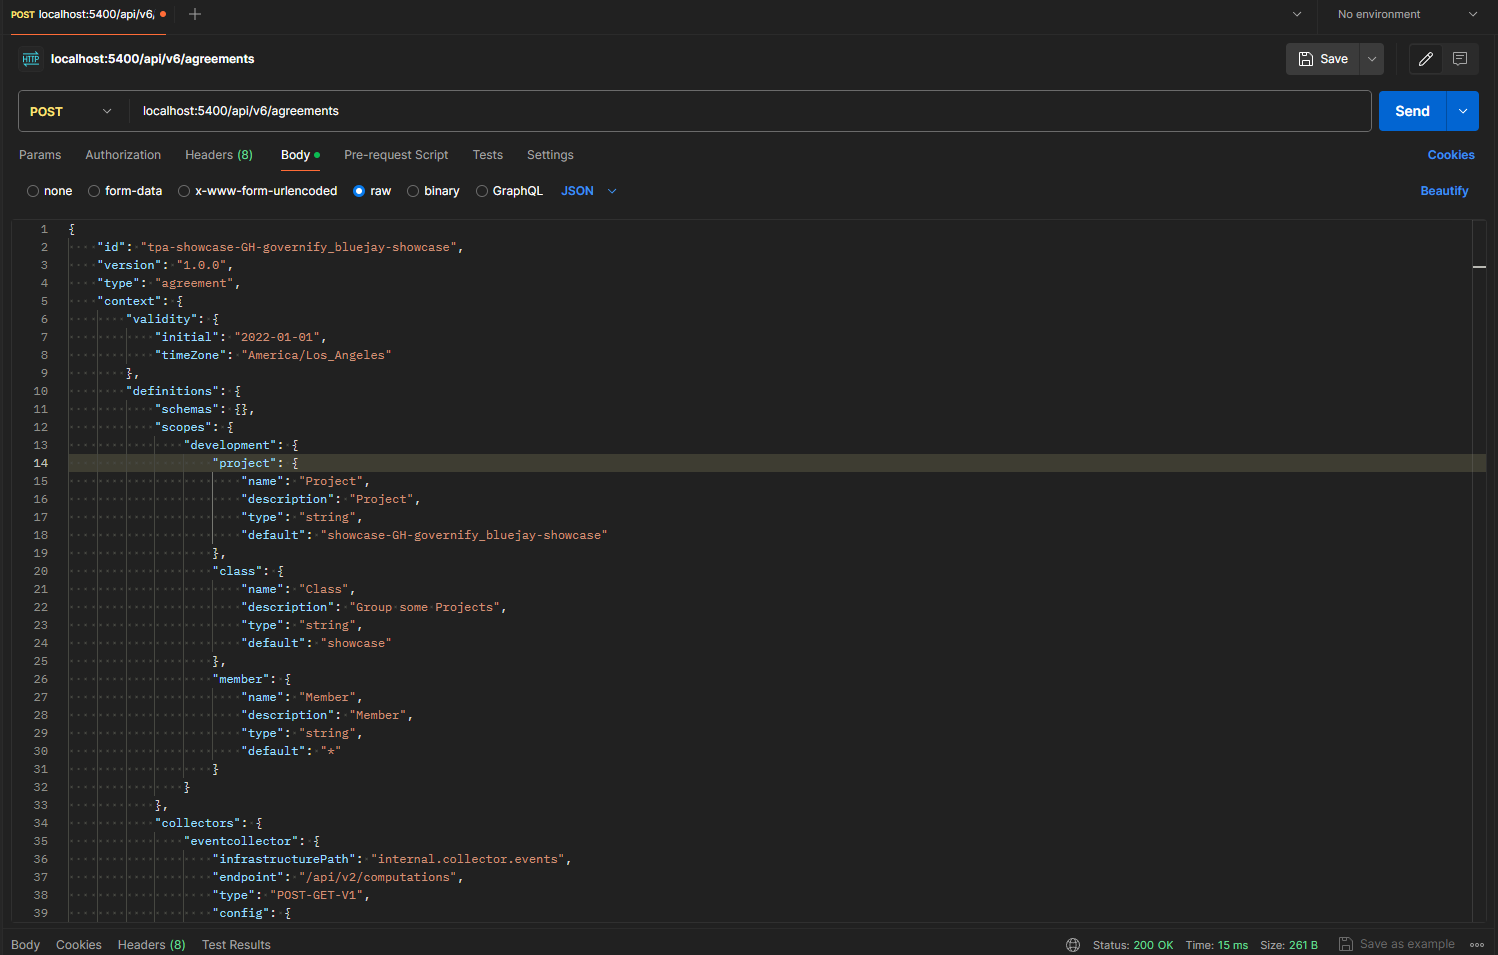 POST localhost:5400/api/v6,
No environment
HTTP localhost:5400/api/v6/agreements
Save
POST localhost:5400/api/v6/agreements Send
Params Authorization Headers (8) Body Pre-request Script Tests Settings Cookies
none form-data x-www-form-urlencoded raw binary GraphQL JSON Beautify
1 {
2 "id": "tpa-showcase-GH-governify_bluejay-showcase",
3 "version": "1.0.0",
4 "type": "agreement",
5 "context": {
6 "validity": {
7 "initial": "2022-01-01",
8 "timeZone": "America/Los_Angeles"
9 },
10 "definitions": {
11 "schemas": {},
12 "scopes": {
13 "development": {
14 "project": {
15 "name": "Project",
16 "description": "Project",
17 "type": "string",
18 "default": "showcase-GH-governify_bluejay-showcase"
19 },
20 "class": {
21 "name": "Class",
22 "description": "Group some Projects",
23 "type": "string",
24 "default": "showcase"
25 },
26 "member": {
27 "name": "Member",
28 "description": "Member",
29 "type": "string",
30 "default": "*"
31 }
32 }
33 },
34 "collectors": {
35 "eventcollector": {
36 "infrastructurePath": "internal.collector.events",
37 "endpoint": "/api/v2/computations",
38 "type": "POST-GET-V1",
39 "config": {
Body Cookies Headers (8) Test Results Status: 200 OK Time: 15 ms Size: 261 B Save as example